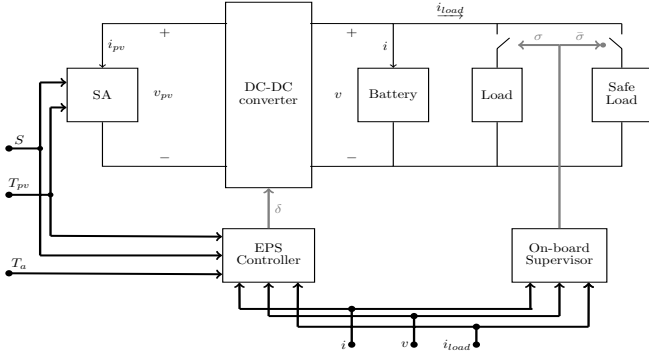 i_load
+
+
σ
σ̄
i_pv
i
DC-DC
converter
SA
v_pv
v
Battery
Load
Safe
Load
S
−
−
T_pv
δ
EPS
Controller
On-board
Supervisor
T_a
i
v
i_load